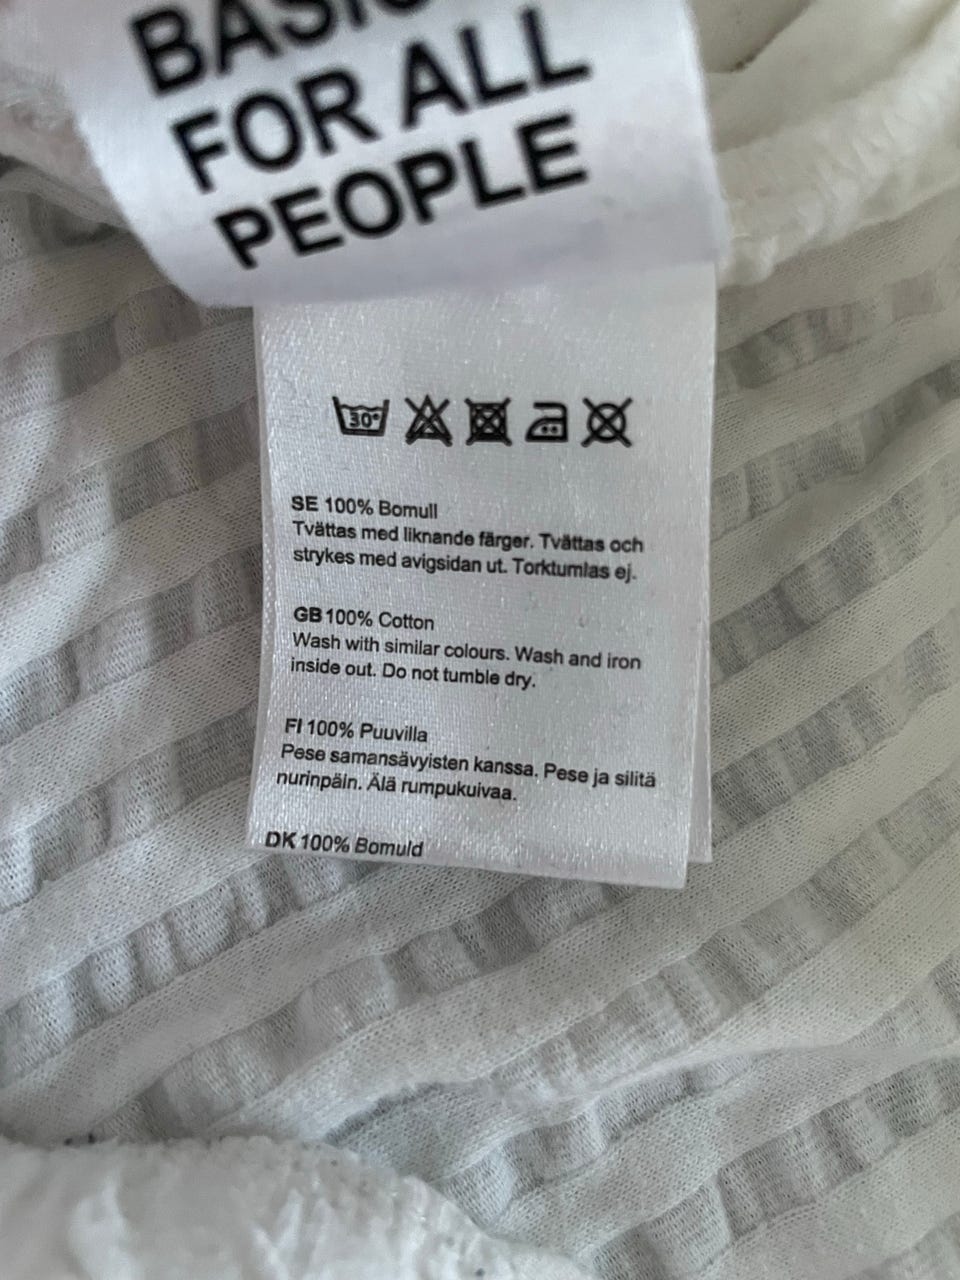 FOR ALL
PEOPLE
30°
SE 100% Bomull
Tvättas med liknande färger. Tvättas och
strykes med avigsidan ut. Torktumlas ej.
GB 100% Cotton
Wash with similar colours. Wash and iron
inside out. Do not tumble dry.
FI 100% Puuvilla
Pese samansävyisten kanssa. Pese ja silitä
nurinpäin. Älä rumpukuivaa.
DK 100% Bomuld